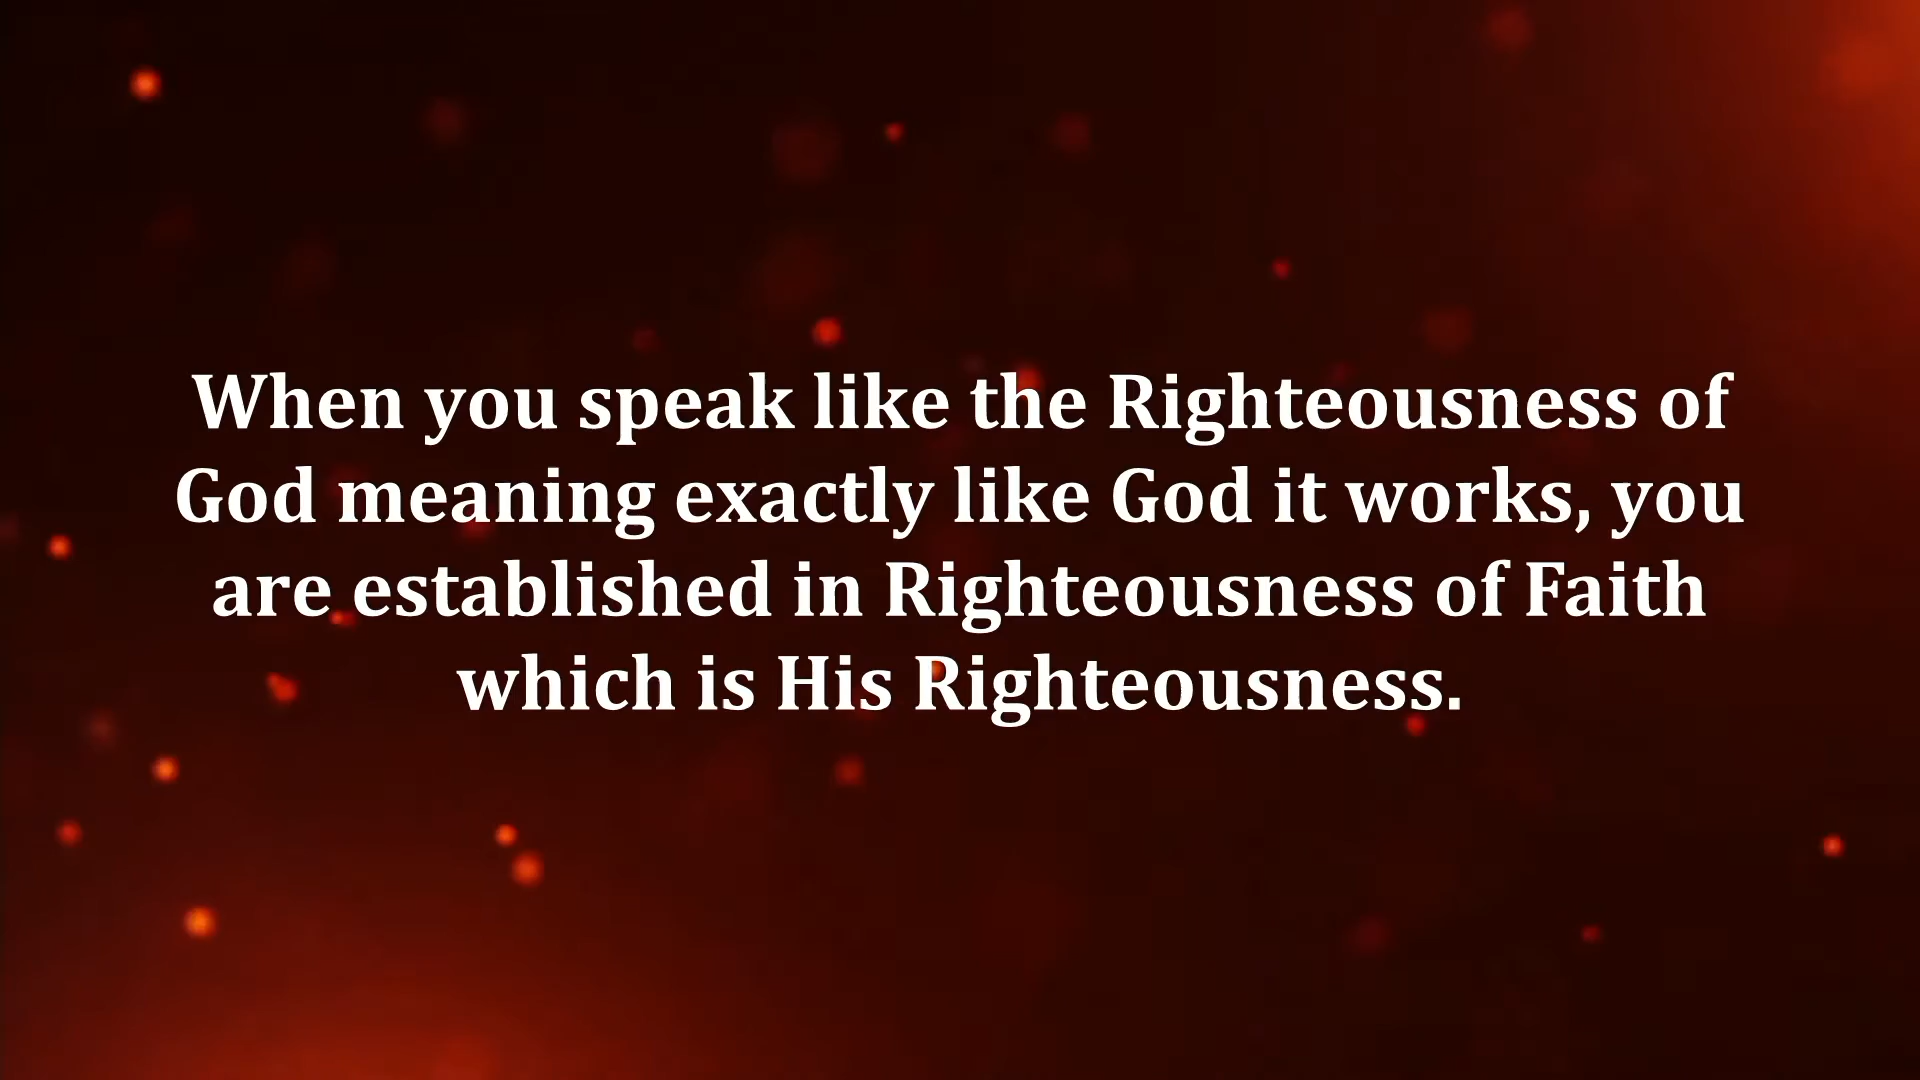 When you speak like the Righteousness of
God meaning exactly like God it works, you
are established in Righteousness of Faith
which is His Righteousness.